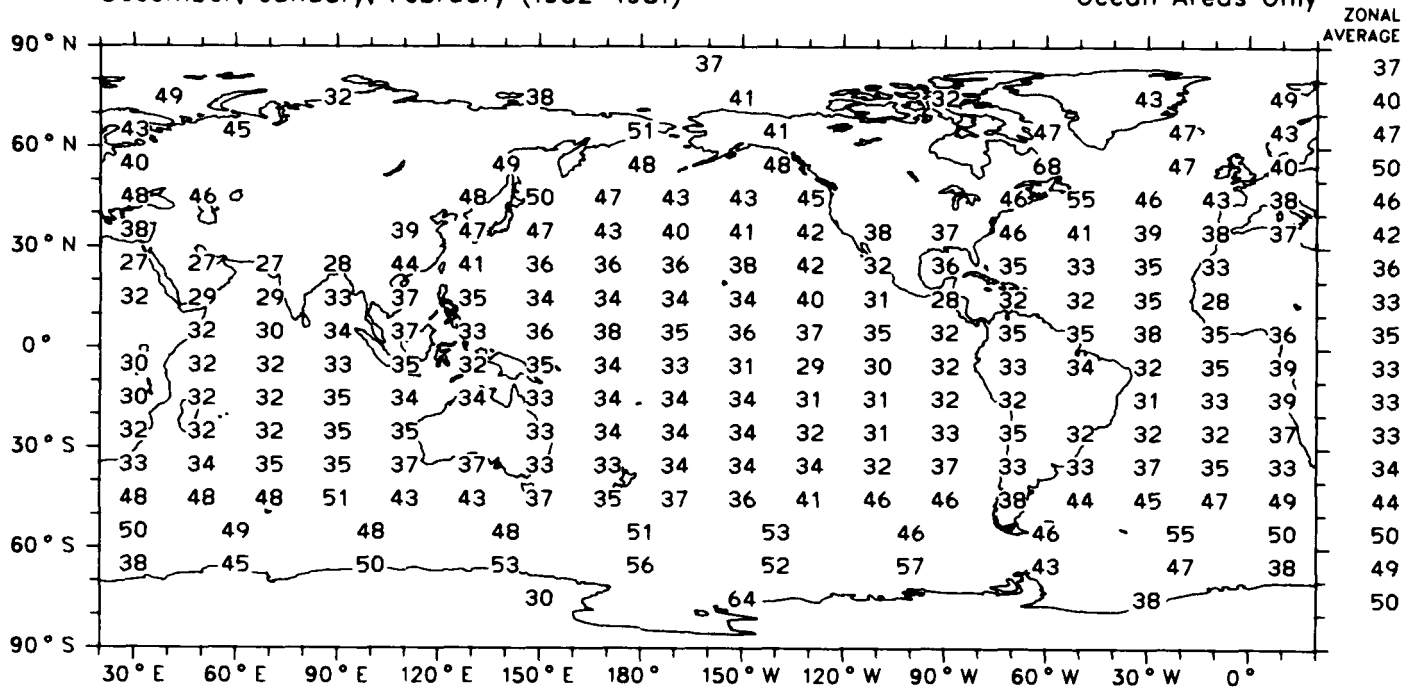 December, January, February Ocean Areas Only
ZONAL
AVERAGE
90° N
37 37
49 32 38 41 32 43 49 40
43 45 51 41 47 47 43 47
60° N
40 49 48 48 68 47 40 50
48 46 48 50 47 43 43 45 46 55 46 43 38 46
38 39 47 47 43 40 41 42 38 37 46 41 39 38 37 42
30° N
27 27 27 28 44 41 36 36 36 38 42 32 36 35 33 35 33 36
32 29 29 33 37 35 34 34 34 34 40 31 28 32 32 35 28 33
32 30 34 37 33 36 38 35 36 37 35 32 35 35 38 35 36 35
0°
30 32 32 33 35 32 35 34 33 31 29 30 32 33 34 32 35 39 33
30 32 32 35 34 34 33 34 34 34 31 31 32 32 31 33 39 33
32 32 32 35 35 33 34 34 34 32 31 33 35 32 32 32 37 33
30° S
33 34 35 35 37 37 33 33 34 34 34 32 37 33 33 37 35 33 34
48 48 48 51 43 43 37 35 37 36 41 46 46 38 44 45 47 49 44
50 49 48 48 51 53 46 46 55 50 50
60° S
38 45 50 53 56 52 57 43 47 38 49
30 64 38 50
90° S
30° E 60° E 90° E 120° E 150° E 180° 150° W 120° W 90° W 60° W 30° W 0°